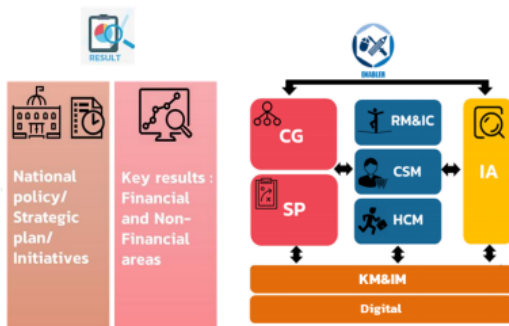 RESULT
National
policy/
Strategic
plan/
Initiatives
Key results :
Financial
and Non-
Financial
areas
ENABLER
CG
SP
RM&IC
CSM
HCM
IA
KM&IM
Digital